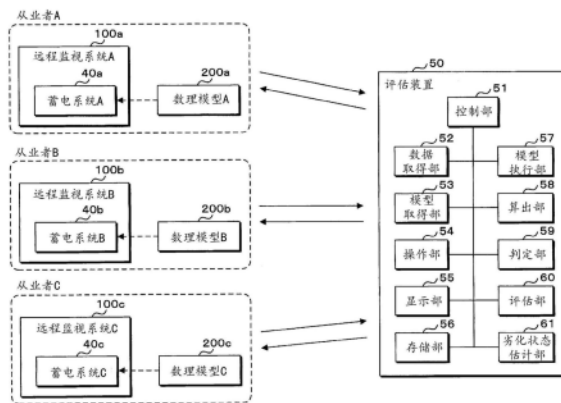 从业者A
100a
远程监视系统A
40a
200a
蓄电系统A
数理模型A
从业者B
100b
远程监视系统B
40b
200b
蓄电系统B
数理模型B
从业者C
100c
远程监视系统C
40c
200c
蓄电系统C
数理模型C
50
评估装置
51
控制部
52
数据
取得部
57
模型
执行部
53
模型
取得部
58
算出部
54
操作部
59
判定部
55
显示部
60
评估部
56
存储部
61
劣化状态
估计部